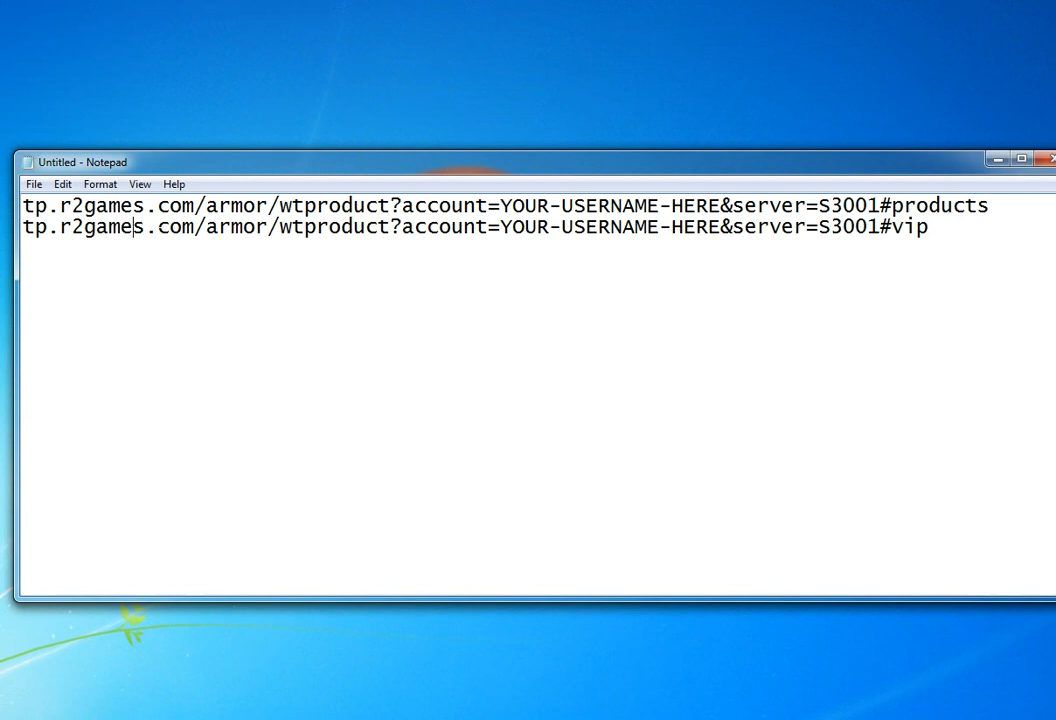 Untitled - Notepad
File Edit Format View Help
tp.r2games.com/armor/wtproduct?account=YOUR-USERNAME-HERE&server=S3001#products
tp.r2games.com/armor/wtproduct?account=YOUR-USERNAME-HERE&server=S3001#vip